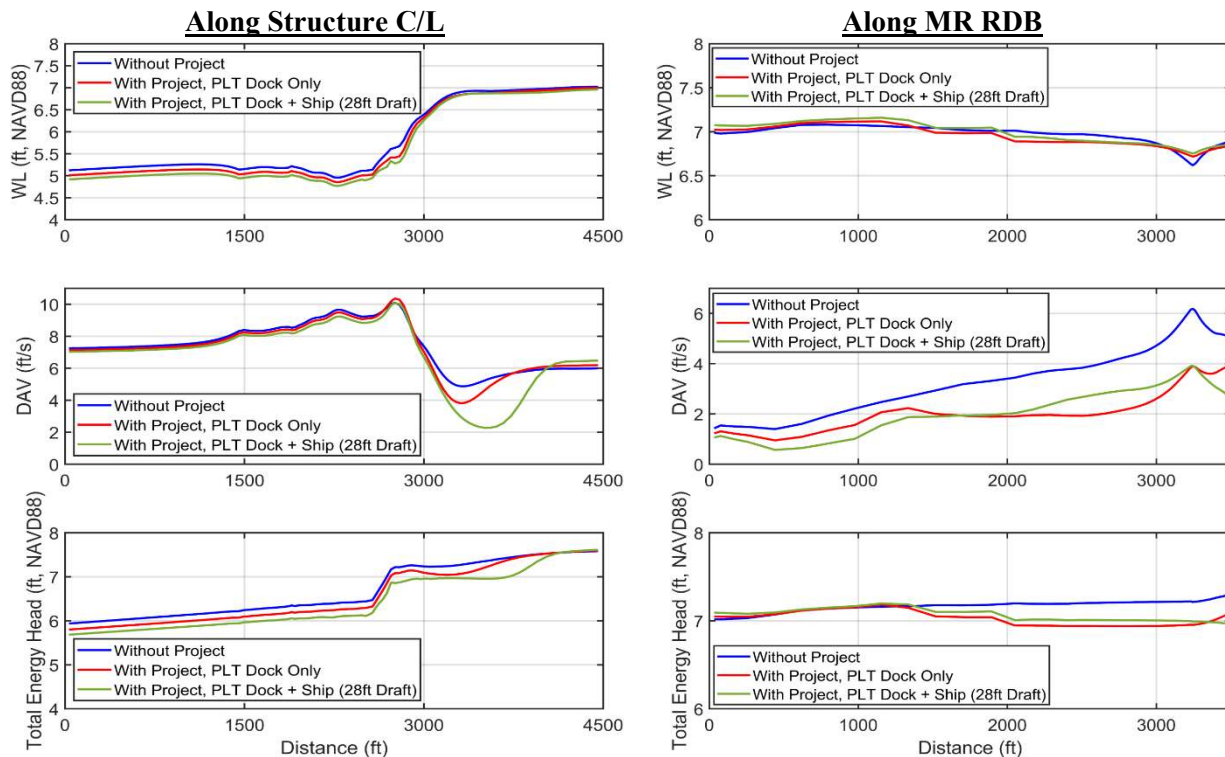 Along Structure C/L
Along MR RDB
WL (ft, NAVD88)
8
7.5
7
6.5
6
5.5
5
4.5
4
Without Project
With Project, PLT Dock Only
With Project, PLT Dock + Ship (28ft Draft)
0
1500
3000
4500
WL (ft, NAVD88)
8
7.5
7
6.5
6
Without Project
With Project, PLT Dock Only
With Project, PLT Dock + Ship (28ft Draft)
0
1000
2000
3000
DAV (ft/s)
10
8
6
4
2
0
Without Project
With Project, PLT Dock Only
With Project, PLT Dock + Ship (28ft Draft)
0
1500
3000
4500
DAV (ft/s)
6
4
2
0
Without Project
With Project, PLT Dock Only
With Project, PLT Dock + Ship (28ft Draft)
0
1000
2000
3000
Total Energy Head (ft, NAVD88)
8
7
6
5
4
Without Project
With Project, PLT Dock Only
With Project, PLT Dock + Ship (28ft Draft)
0
1500
3000
4500
Distance (ft)
Total Energy Head (ft, NAVD88)
8
7
6
Without Project
With Project, PLT Dock Only
With Project, PLT Dock + Ship (28ft Draft)
0
1000
2000
3000
Distance (ft)